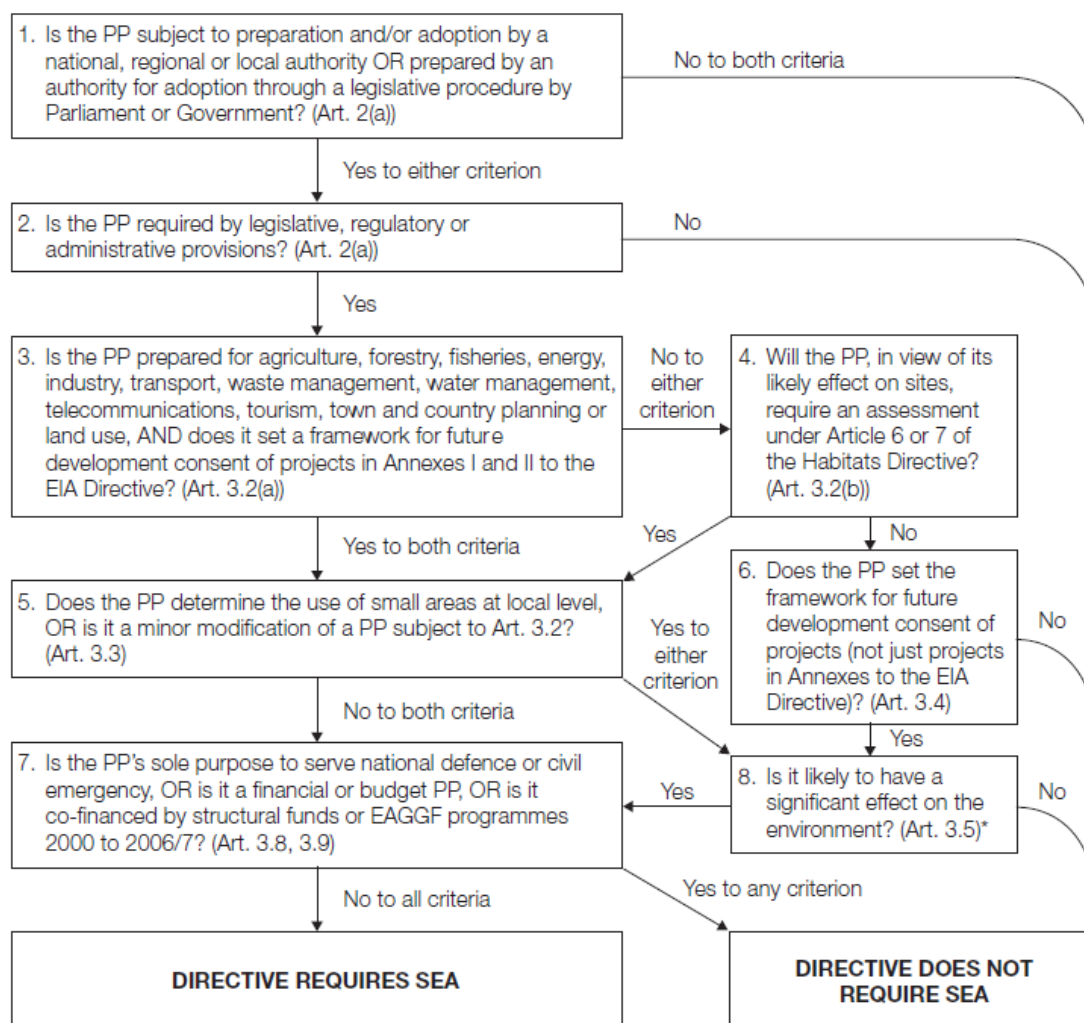 1. Is the PP subject to preparation and/or adoption by a
national, regional or local authority OR prepared by an
authority for adoption through a legislative procedure by
Parliament or Government? (Art. 2(a))
No to both criteria
Yes to either criterion
2. Is the PP required by legislative, regulatory or
administrative provisions? (Art. 2(a))
No
Yes
3. Is the PP prepared for agriculture, forestry, fisheries, energy,
industry, transport, waste management, water management,
telecommunications, tourism, town and country planning or
land use, AND does it set a framework for future
development consent of projects in Annexes I and II to the
EIA Directive? (Art. 3.2(a))
No to
either
criterion
4. Will the PP, in view of its
likely effect on sites,
require an assessment
under Article 6 or 7 of
the Habitats Directive?
(Art. 3.2(b))
Yes to both criteria
Yes
No
5. Does the PP determine the use of small areas at local level,
OR is it a minor modification of a PP subject to Art. 3.2?
(Art. 3.3)
Yes to
either
criterion
6. Does the PP set the
framework for future
development consent of
projects (not just projects
in Annexes to the EIA
Directive)? (Art. 3.4)
No
No to both criteria
Yes
7. Is the PP's sole purpose to serve national defence or civil
emergency, OR is it a financial or budget PP, OR is it
co-financed by structural funds or EAGGF programmes
2000 to 2006/7? (Art. 3.8, 3.9)
Yes
8. Is it likely to have a
significant effect on the
environment? (Art. 3.5)*
No
No to all criteria
Yes to any criterion
DIRECTIVE REQUIRES SEA
DIRECTIVE DOES NOT
REQUIRE SEA